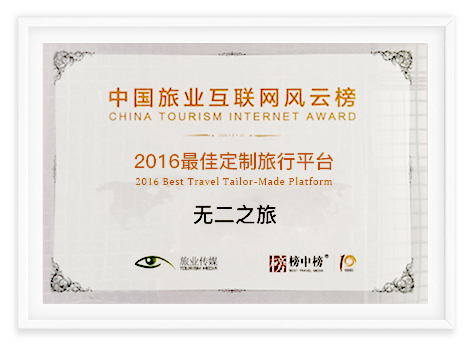 中国旅业互联网风云榜
CHINA TOURISM INTERNET AWARD
2016最佳定制旅行平台
2016 Best Travel Tailor-Made Platform
无二之旅
旅业传媒
TOURISM MEDIA
榜 榜中榜®
BEST TRAVEL MEDIA
10
YEARS